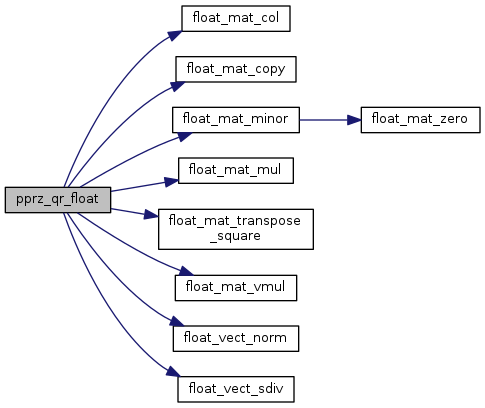 float_mat_col
float_mat_copy
float_mat_minor
float_mat_zero
float_mat_mul
pprz_qr_float
float_mat_transpose
_square
float_mat_vmul
float_vect_norm
float_vect_sdiv